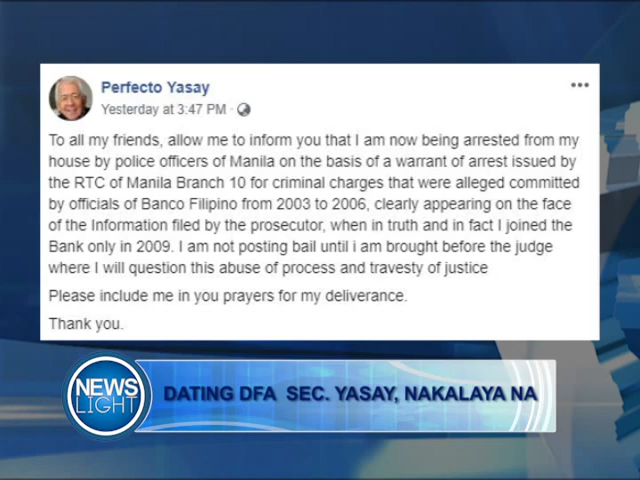 Perfecto Yasay
Yesterday at 3:47 PM ·
To all my friends, allow me to inform you that I am now being arrested from my
house by police officers of Manila on the basis of a warrant of arrest issued by
the RTC of Manila Branch 10 for criminal charges that were alleged committed
by officials of Banco Filipino from 2003 to 2006, clearly appearing on the face
of the Information filed by the prosecutor, when in truth and in fact I joined the
Bank only in 2009. I am not posting bail until i am brought before the judge
where I will question this abuse of process and travesty of justice
Please include me in you prayers for my deliverance.
Thank you.
NEWS
LIGHT
DATING DFA SEC. YASAY, NAKALAYA NA